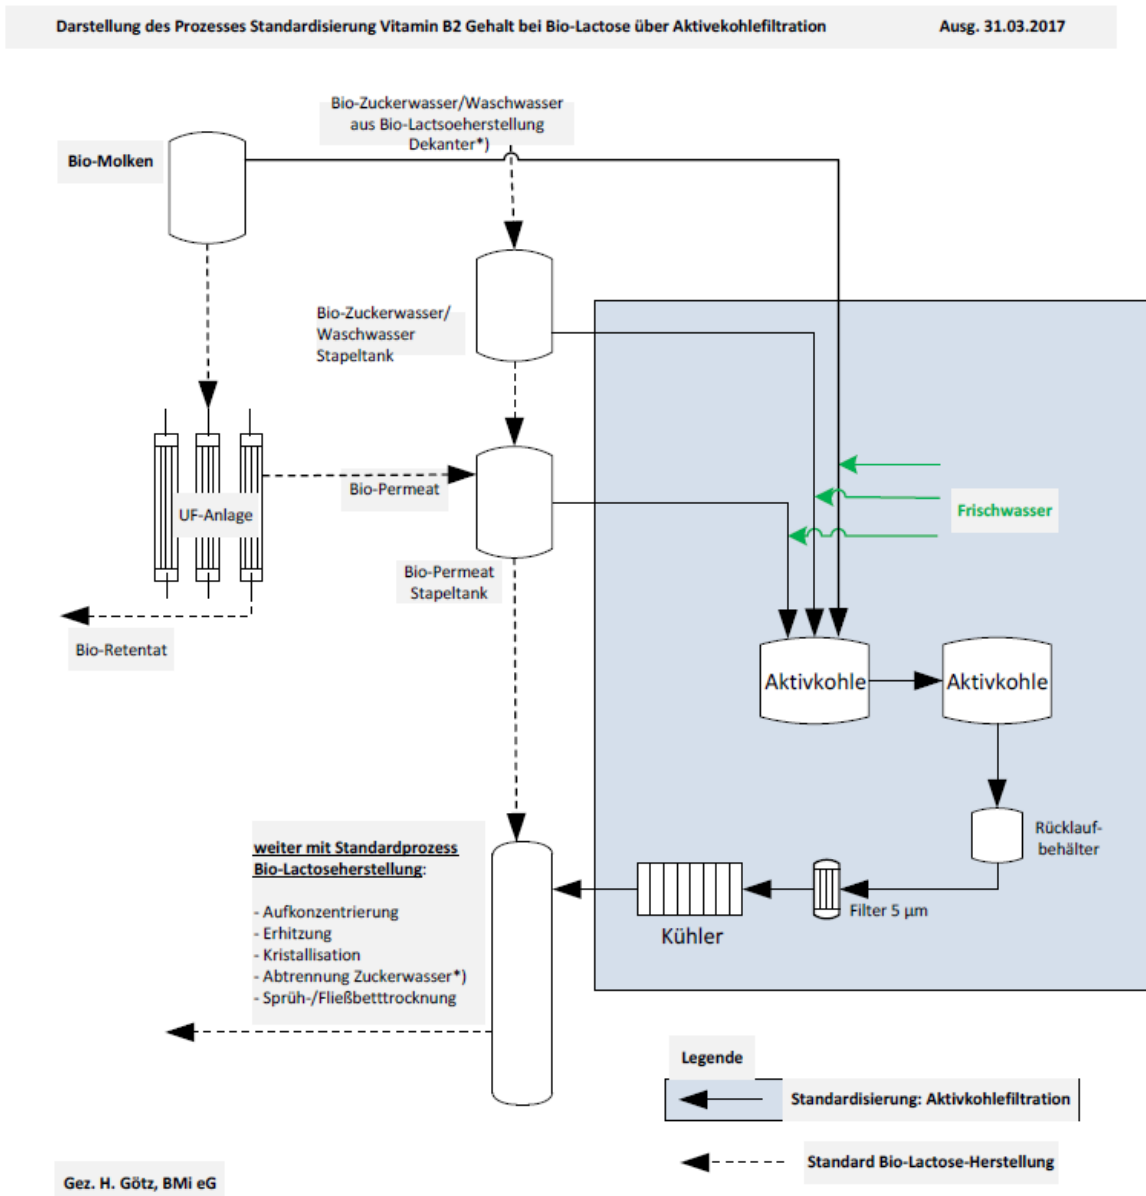 Darstellung des Prozesses Standardisierung Vitamin B2 Gehalt bei Bio-Lactose über Aktivekohlefiltration Ausg. 31.03.2017
Bio-Zuckerwasser/Waschwasser
aus Bio-Lactsoeherstellung
Dekanter*)
Bio-Molken
Bio-Zuckerwasser/
Waschwasser
Stapeltank
Bio-Permeat
UF-Anlage
Frischwasser
Bio-Permeat
Stapeltank
Bio-Retentat
Aktivkohle
Aktivkohle
Rücklauf-
behälter
Filter 5 µm
Kühler
weiter mit Standardprozess
Bio-Lactoseherstellung:
- Aufkonzentrierung
- Erhitzung
- Kristallisation
- Abtrennung Zuckerwasser*)
- Sprüh-/Fließbetttrocknung
Legende
Standardisierung: Aktivkohlefiltration
Standard Bio-Lactose-Herstellung
Gez. H. Götz, BMi eG